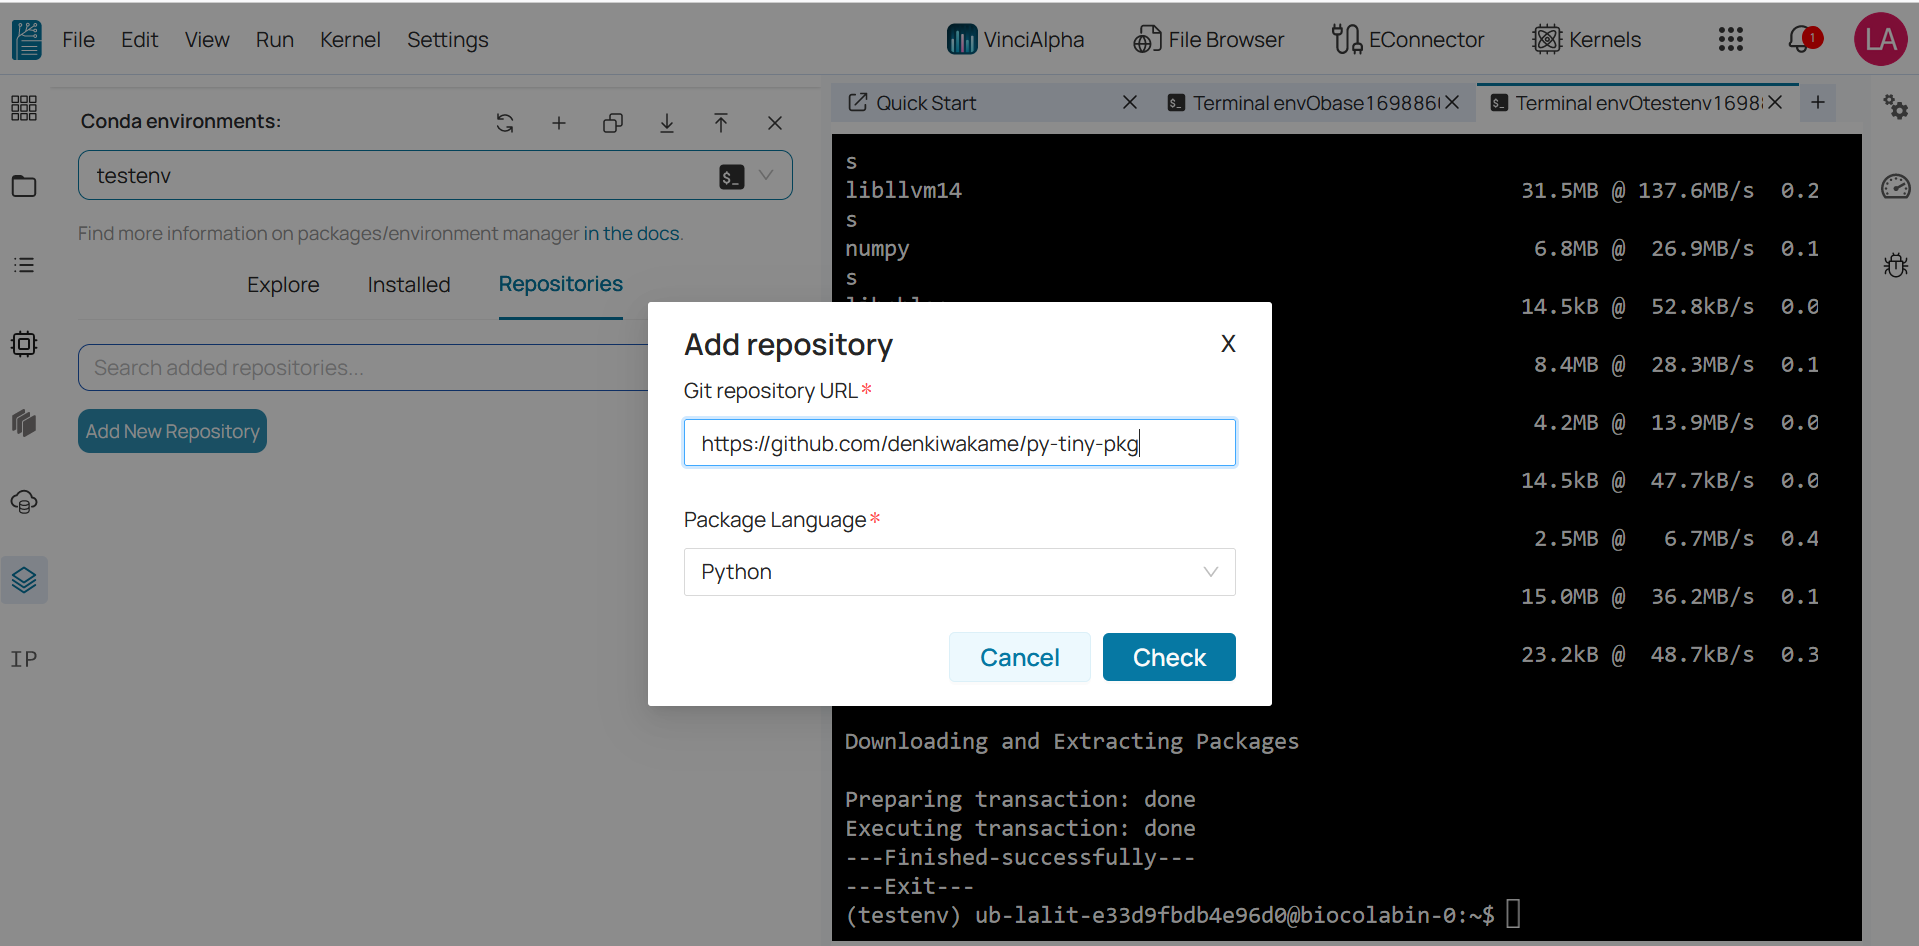 File Edit View Run Kernel Settings
VinciAlpha File Browser EConnector Kernels 1 LA
Conda environments:
testenv
$_
Find more information on packages/environment manager in the docs.
Explore Installed Repositories
Search added repositories...
Add New Repository
IP
Quick Start
Terminal env0base169886
Terminal env0testenv1698
s
libllvm14 31.5MB @ 137.6MB/s 0.2
s
numpy 6.8MB @ 26.9MB/s 0.1
s
14.5kB @ 52.8kB/s 0.0
8.4MB @ 28.3MB/s 0.1
4.2MB @ 13.9MB/s 0.0
14.5kB @ 47.7kB/s 0.0
2.5MB @ 6.7MB/s 0.4
15.0MB @ 36.2MB/s 0.1
23.2kB @ 48.7kB/s 0.3
Downloading and Extracting Packages
Preparing transaction: done
Executing transaction: done
---Finished-successfully---
---Exit---
(testenv) ub-lalit-e33d9fbdb4e96d0@biocolabin-0:~$
Add repository X
Git repository URL*
https://github.com/denkiwakame/py-tiny-pkg
Package Language*
Python
Cancel Check